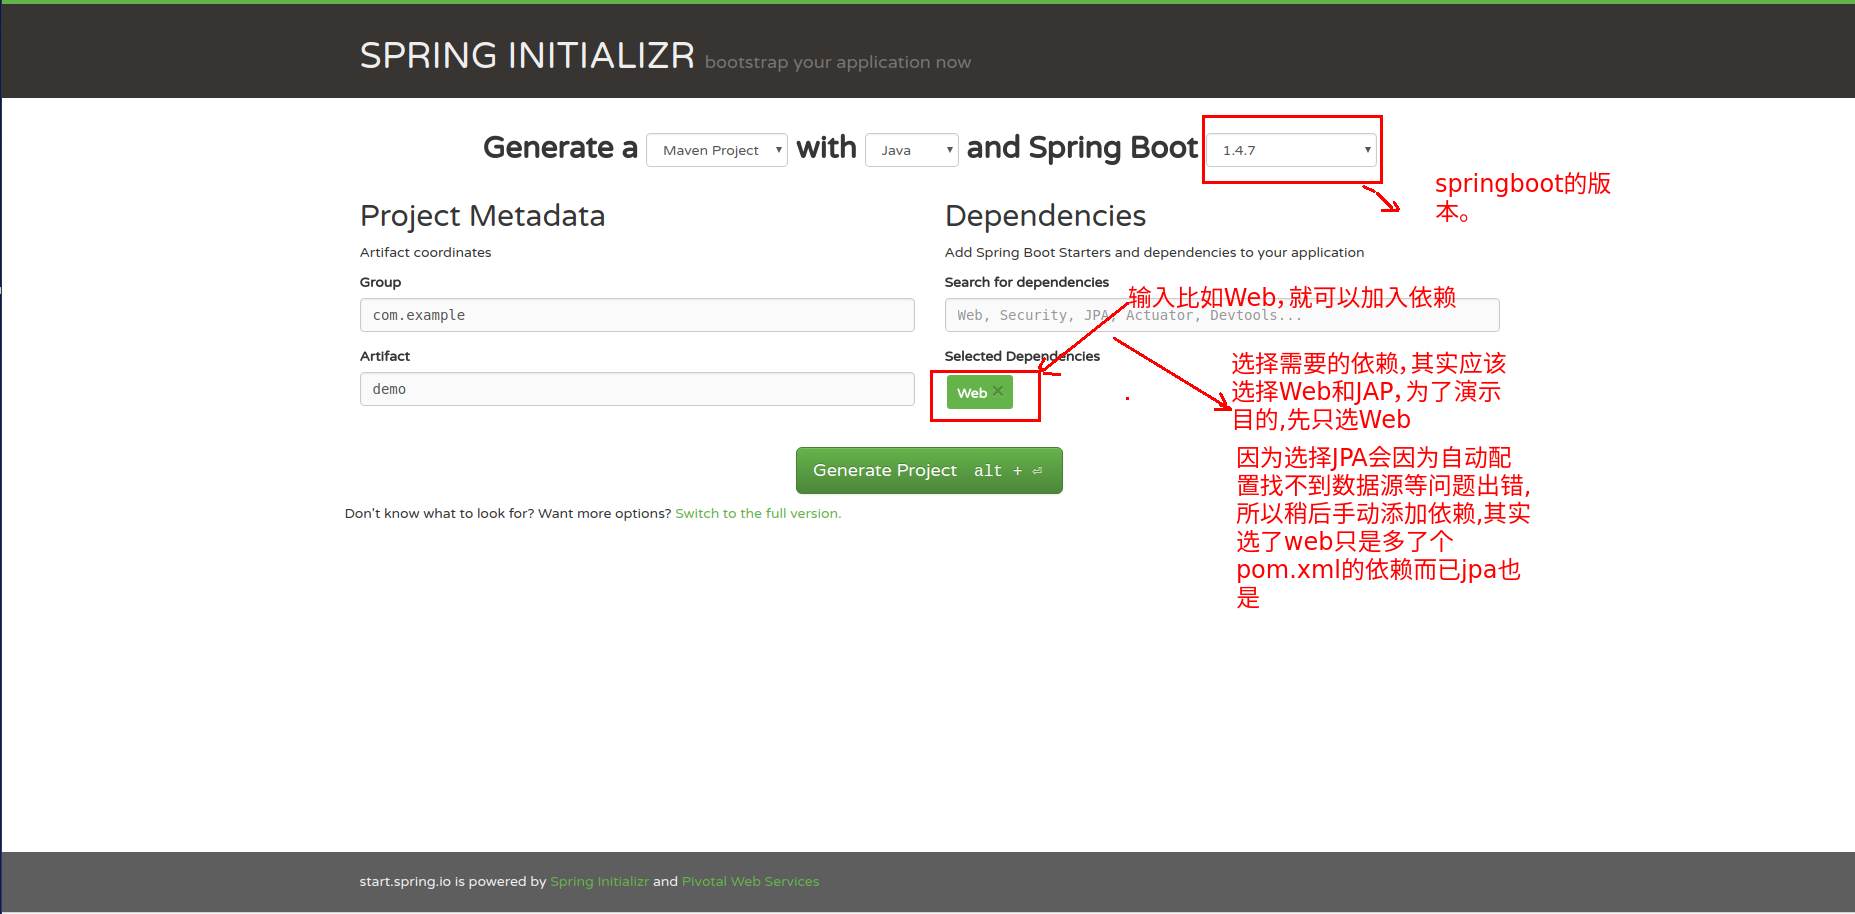 SPRING INITIALIZR bootstrap your application now
Generate a Maven Project with Java and Spring Boot 1.4.7
springboot的版
本。
Project Metadata
Artifact coordinates
Group
com.example
Artifact
demo
Dependencies
Add Spring Boot Starters and dependencies to your application
Search for dependencies
输入比如Web，就可以加入依赖
Web, Security, JPA, Actuator, Devtools...
Selected Dependencies
Web ×
选择需要的依赖，其实应该
选择Web和JAP，为了演示
目的,先只选Web
因为选择JPA会因为自动配
置找不到数据源等问题出错,
所以稍后手动添加依赖,其实
选了web只是多了个
pom.xml的依赖而已jpa也
是
Generate Project alt + ⏎
Don't know what to look for? Want more options? Switch to the full version.
start.spring.io is powered by Spring Initializr and Pivotal Web Services